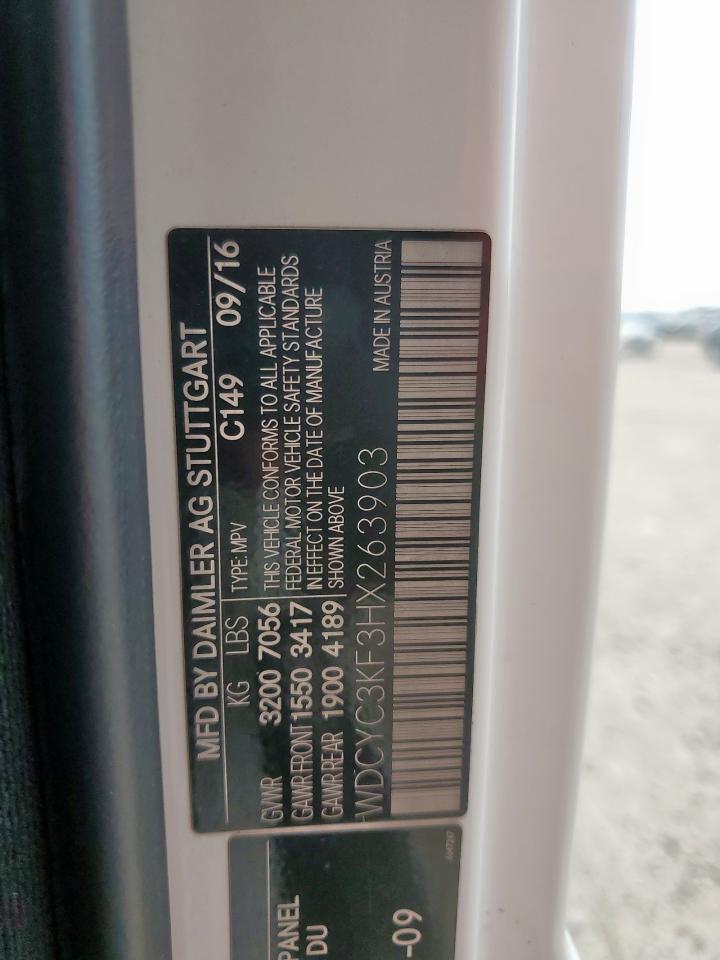 MFD BY DAIMLER AG STUTTGART
KG LBS TYPE: MPV C149 09/16
GVWR 3200 7056
GAWR FRONT 1550 3417
GAWR REAR 1900 4189
THIS VEHICLE CONFORMS TO ALL APPLICABLE
FEDERAL MOTOR VEHICLE SAFETY STANDARDS
IN EFFECT ON THE DATE OF MANUFACTURE
SHOWN ABOVE
WDCYC3KF3HX263903 MADE IN AUSTRIA
PANEL
DU
-09